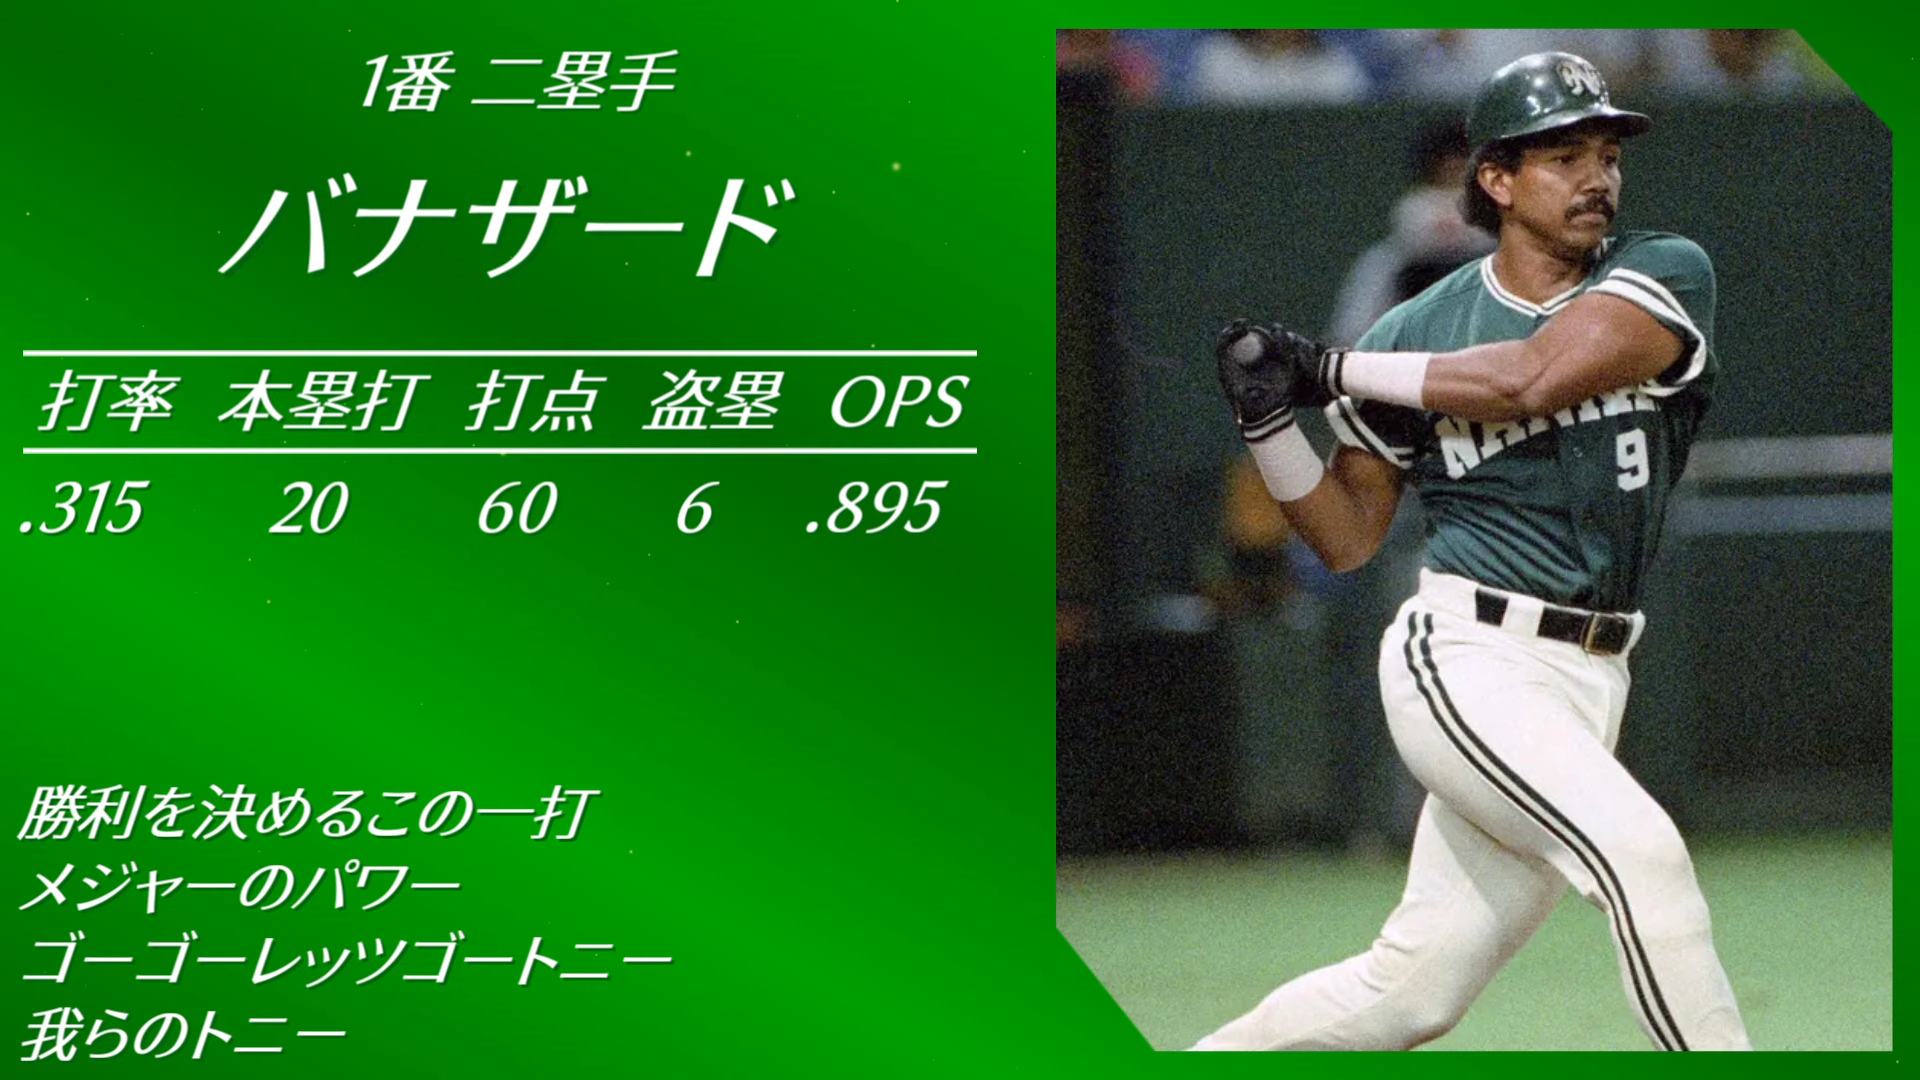 1番 二塁手
バナザード
打率 本塁打 打点 盗塁 OPS
.315 20 60 6 .895
勝利を決めるこの一打
メジャーのパワー
ゴーゴーレッツゴートニー
我らのトニー
9